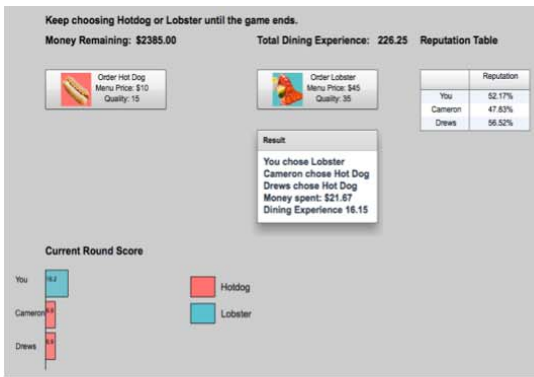 Keep choosing Hotdog or Lobster until the game ends.
Money Remaining: $2385.00 Total Dining Experience: 226.25 Reputation Table
Order Hot Dog
Menu Price: $10
Quality: 15
Order Lobster
Menu Price: $45
Quality: 35
Reputation
You 52.17%
Cameron 47.83%
Drews 56.52%
Result
You chose Lobster
Cameron chose Hot Dog
Drews chose Hot Dog
Money spent: $21.67
Dining Experience 16.15
Current Round Score
You 16.2
Cameron
Drews
Hotdog
Lobster